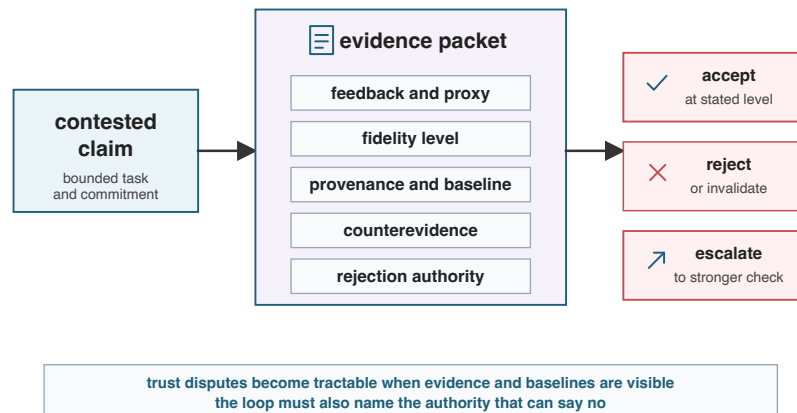 contested
claim
bounded task
and commitment
evidence packet
feedback and proxy
fidelity level
provenance and baseline
counterevidence
rejection authority
accept
at stated level
reject
or invalidate
escalate
to stronger check
trust disputes become tractable when evidence and baselines are visible
the loop must also name the authority that can say no